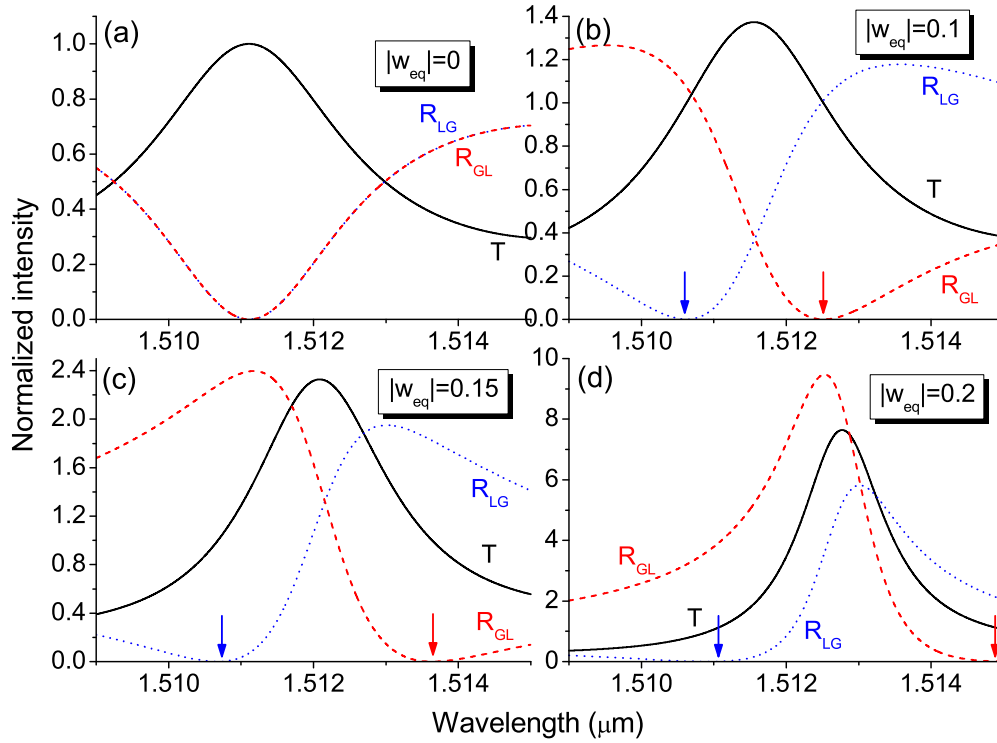 (a)
|w_eq|=0
R_LG
R_GL
T
1.0
0.8
0.6
0.4
0.2
0.0
1.510 1.512 1.514
(b)
|w_eq|=0.1
R_LG
T
R_GL
1.4
1.2
1.0
0.8
0.6
0.4
0.2
0.0
1.510 1.512 1.514
(c)
|w_eq|=0.15
R_LG
T
R_GL
2.4
2.0
1.6
1.2
0.8
0.4
0.0
1.510 1.512 1.514
(d)
|w_eq|=0.2
R_GL
T
R_LG
10
8
6
4
2
0
1.510 1.512 1.514
Normalized intensity
Wavelength (μm)